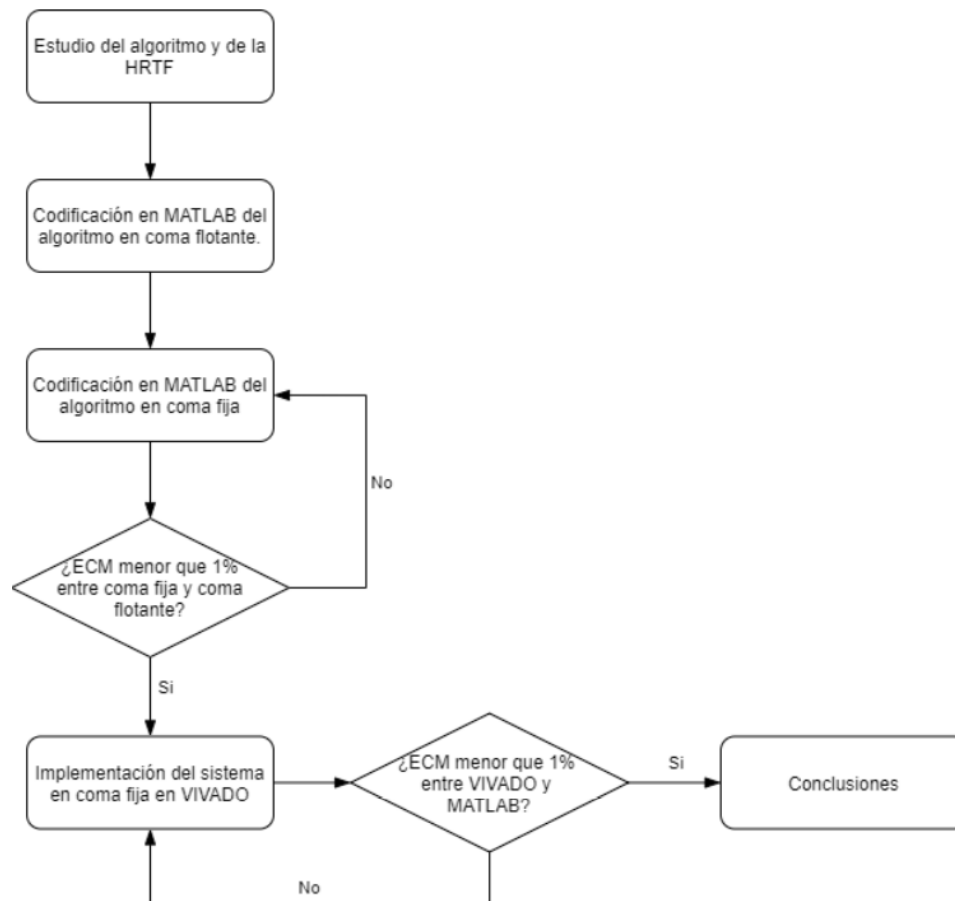 Estudio del algoritmo y de la
HRTF
Codificación en MATLAB del
algoritmo en coma flotante.
Codificación en MATLAB del
algoritmo en coma fija
No
¿ECM menor que 1%
entre coma fija y coma
flotante?
Si
Implementación del sistema
en coma fija en VIVADO
¿ECM menor que 1%
entre VIVADO y
MATLAB?
Si
Conclusiones
No